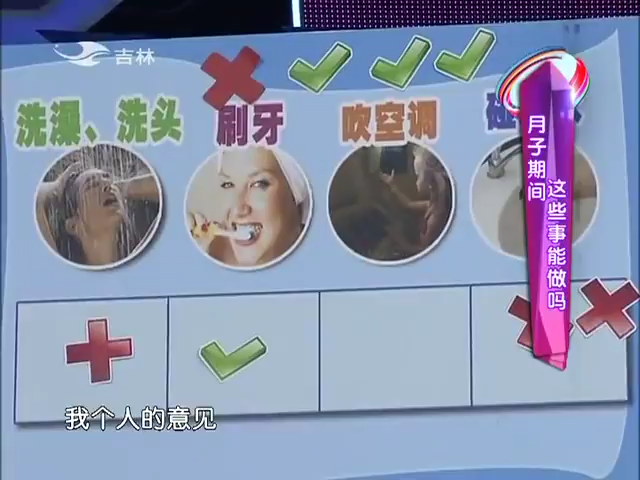 吉林
洗澡、洗头
刷牙
吹空调
月子期间
这些事能做吗
我个人的意见